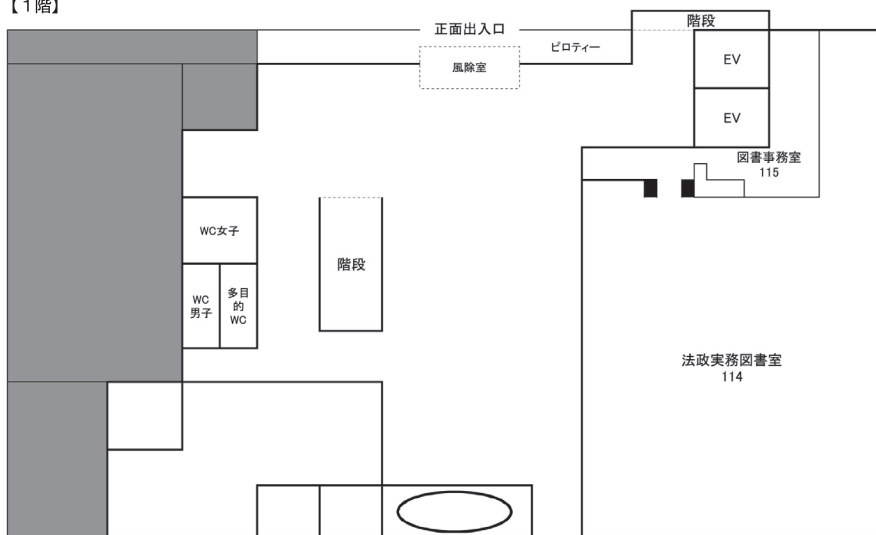 【1階】
正面出入口
風除室
ピロティー
階段
EV
EV
図書事務室
115
WC女子
WC
男子
多目
的
WC
階段
法政実務図書室
114